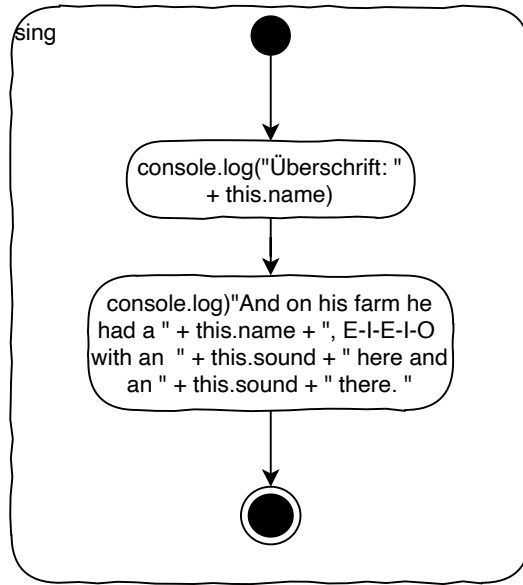 sing
console.log("Überschrift: "
+ this.name)
console.log)"And on his farm he
had a " + this.name + ", E-I-E-I-O
with an  " + this.sound + " here and
an " + this.sound + " there. "